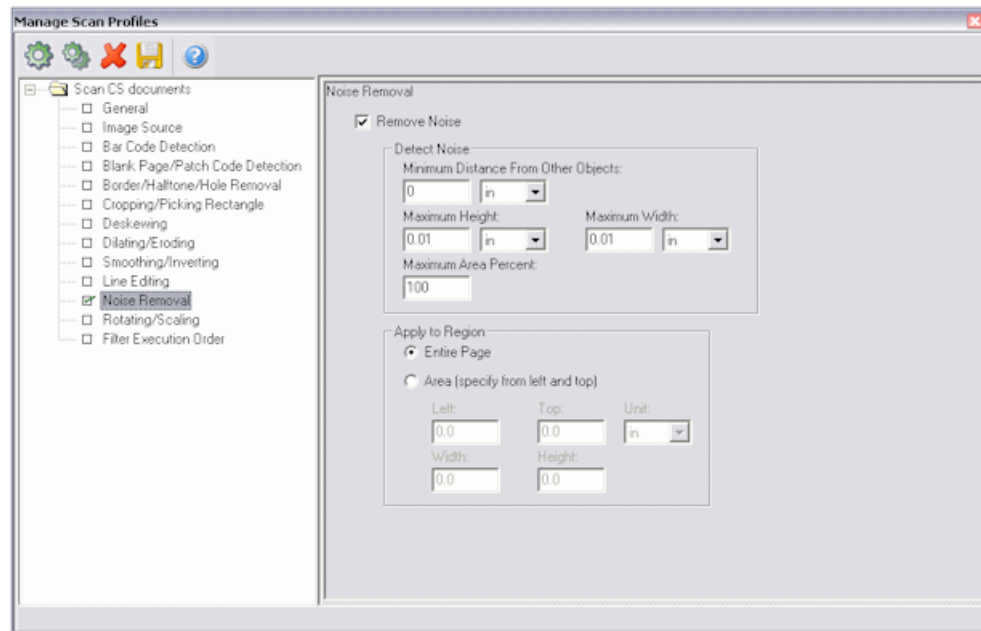 Manage Scan Profiles
Scan CS documents
General
Image Source
Bar Code Detection
Blank Page/Patch Code Detection
Border/Halftone/Hole Removal
Cropping/Picking Rectangle
Deskewing
Dilating/Eroding
Smoothing/Inverting
Line Editing
Noise Removal
Rotating/Scaling
Filter Execution Order
Noise Removal
Remove Noise
Detect Noise
Minimum Distance From Other Objects:
0 in
Maximum Height: Maximum Width:
0.01 in 0.01 in
Maximum Area Percent:
100
Apply to Region
Entire Page
Area (specify from left and top)
Left: Top: Unit:
0.0 0.0 in
Width: Height:
0.0 0.0